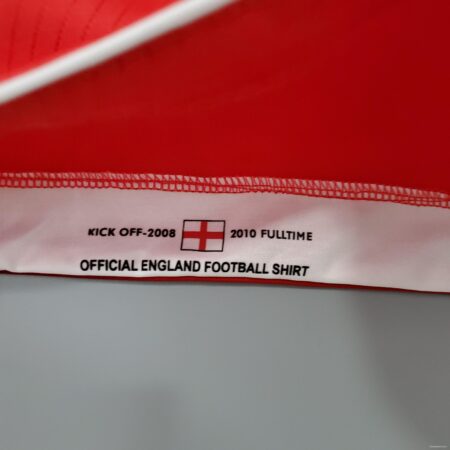 KICK OFF-2008 2010 FULLTIME
OFFICIAL ENGLAND FOOTBALL SHIRT